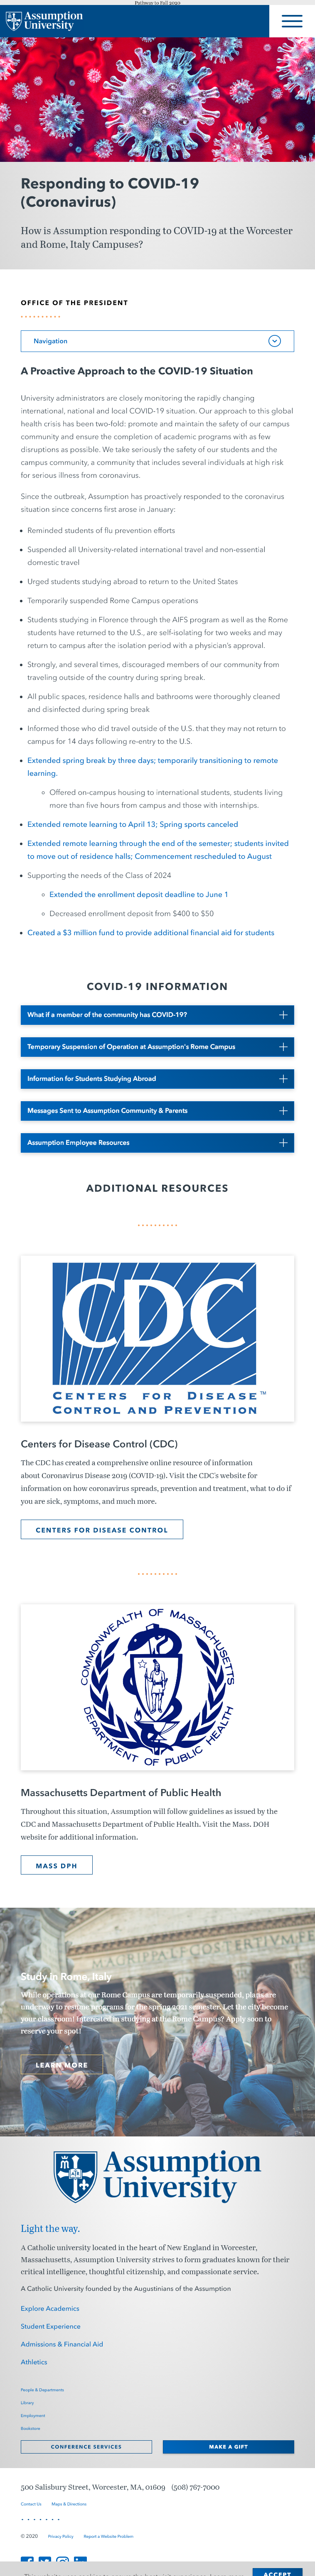 Pathway to Fall 2020
Assumption
University
Responding to COVID-19
(Coronavirus)
How is Assumption responding to COVID-19 at the Worcester
and Rome, Italy Campuses?
OFFICE OF THE PRESIDENT
Navigation
A Proactive Approach to the COVID-19 Situation
University administrators are closely monitoring the rapidly changing
international, national and local COVID-19 situation. Our approach to this global
health crisis has been two-fold: promote and maintain the safety of our campus
community and ensure the completion of academic programs with as few
disruptions as possible. We take seriously the safety of our students and the
campus community, a community that includes several individuals at high risk
for serious illness from coronavirus.
Since the outbreak, Assumption has proactively responded to the coronavirus
situation since concerns first arose in January:
• Reminded students of flu prevention efforts
• Suspended all University-related international travel and non-essential
domestic travel
• Urged students studying abroad to return to the United States
• Temporarily suspended Rome Campus operations
• Students studying in Florence through the AIFS program as well as the Rome
students have returned to the U.S., are self-isolating for two weeks and may
return to campus after the isolation period with a physician's approval.
• Strongly, and several times, discouraged members of our community from
traveling outside of the country during spring break.
• All public spaces, residence halls and bathrooms were thoroughly cleaned
and disinfected during spring break
• Informed those who did travel outside of the U.S. that they may not return to
campus for 14 days following re-entry to the U.S.
• Extended spring break by three days; temporarily transitioning to remote
learning.
○ Offered on-campus housing to international students, students living
more than five hours from campus and those with internships.
• Extended remote learning to April 13; Spring sports canceled
• Extended remote learning through the end of the semester; students invited
to move out of residence halls; Commencement rescheduled to August
• Supporting the needs of the Class of 2024
○ Extended the enrollment deposit deadline to June 1
○ Decreased enrollment deposit from $400 to $50
• Created a $3 million fund to provide additional financial aid for students
COVID-19 INFORMATION
What if a member of the community has COVID-19?
Temporary Suspension of Operation at Assumption's Rome Campus
Information for Students Studying Abroad
Messages Sent to Assumption Community & Parents
Assumption Employee Resources
ADDITIONAL RESOURCES
CDC
TM
CENTERS FOR DISEASE
CONTROL AND PREVENTION
Centers for Disease Control (CDC)
The CDC has created a comprehensive online resource of information
about Coronavirus Disease 2019 (COVID-19). Visit the CDC's website for
information on how coronavirus spreads, prevention and treatment, what to do if
you are sick, symptoms, and much more.
CENTERS FOR DISEASE CONTROL
COMMONWEALTH OF MASSACHUSETTS
DEPARTMENT OF PUBLIC HEALTH
Massachusetts Department of Public Health
Throughout this situation, Assumption will follow guidelines as issued by the
CDC and Massachusetts Department of Public Health. Visit the Mass. DOH
website for additional information.
MASS DPH
Study in Rome, Italy
While operations at our Rome Campus are temporarily suspended, plans are
underway to resume programs for the spring 2021 semester. Let the city become
your classroom! Interested in studying at the Rome Campus? Apply soon to
reserve your spot!
LEARN MORE
Assumption
University
Light the way.
A Catholic university located in the heart of New England in Worcester,
Massachusetts, Assumption University strives to form graduates known for their
critical intelligence, thoughtful citizenship, and compassionate service.
A Catholic University founded by the Augustinians of the Assumption
Explore Academics
Student Experience
Admissions & Financial Aid
Athletics
People & Departments
Library
Employment
Bookstore
CONFERENCE SERVICES
MAKE A GIFT
500 Salisbury Street, Worcester, MA, 01609 (508) 767-7000
Contact Us Maps & Directions
© 2020 Privacy Policy Report a Website Problem
ACCEPT